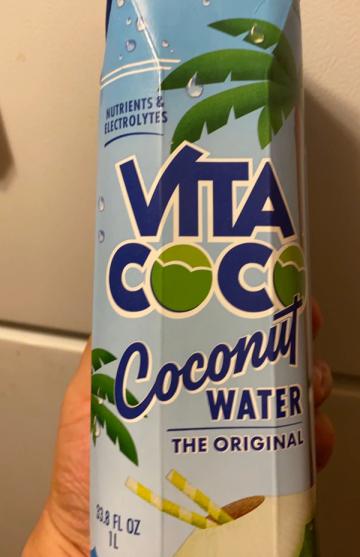 NUTRIENTS &
ELECTROLYTES
VITA
COCO
Coconut
WATER
THE ORIGINAL
33.8 FL OZ
1L